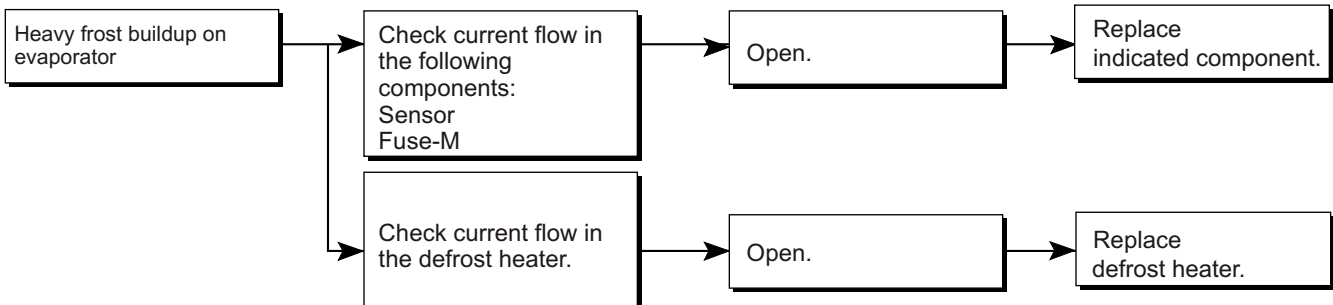 Heavy frost buildup on
evaporator
Check current flow in
the following
components:
Sensor
Fuse-M
Open.
Replace
indicated component.
Check current flow in
the defrost heater.
Open.
Replace
defrost heater.